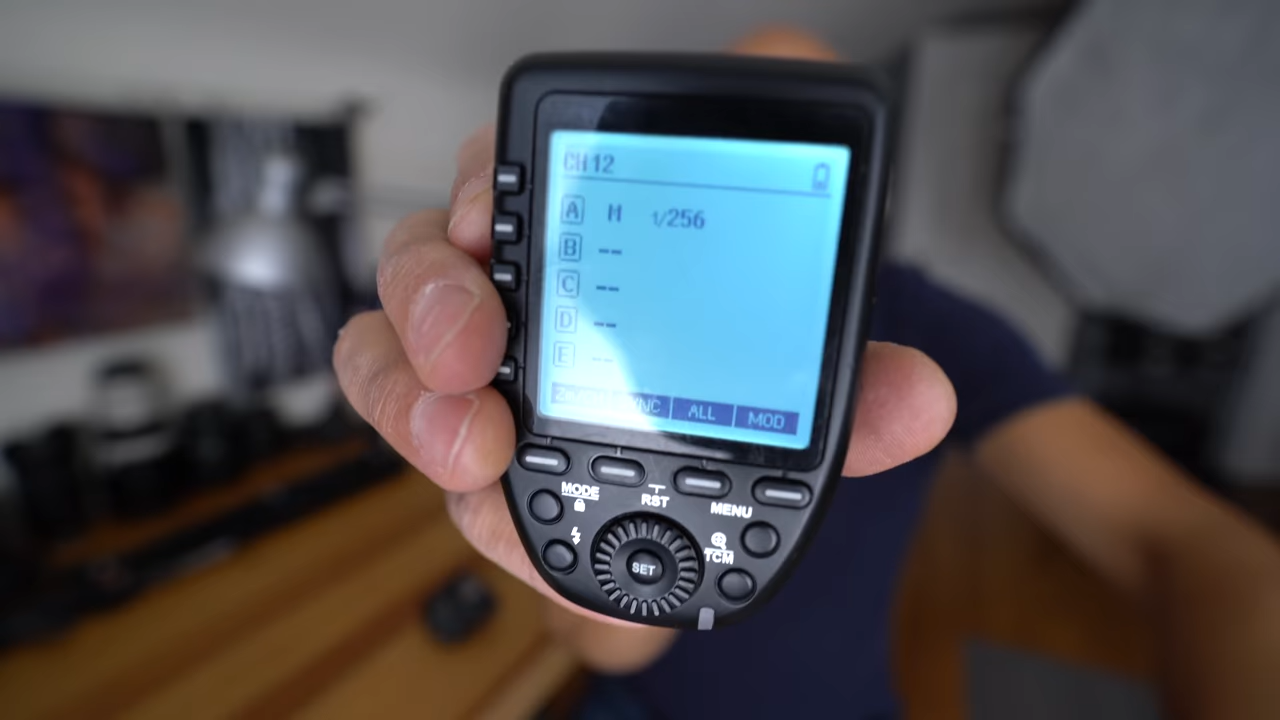 CH12
A M 1/256
B --
C --
D --
E --
ALL MOD
MODE
RST
MENU
TCM
SET